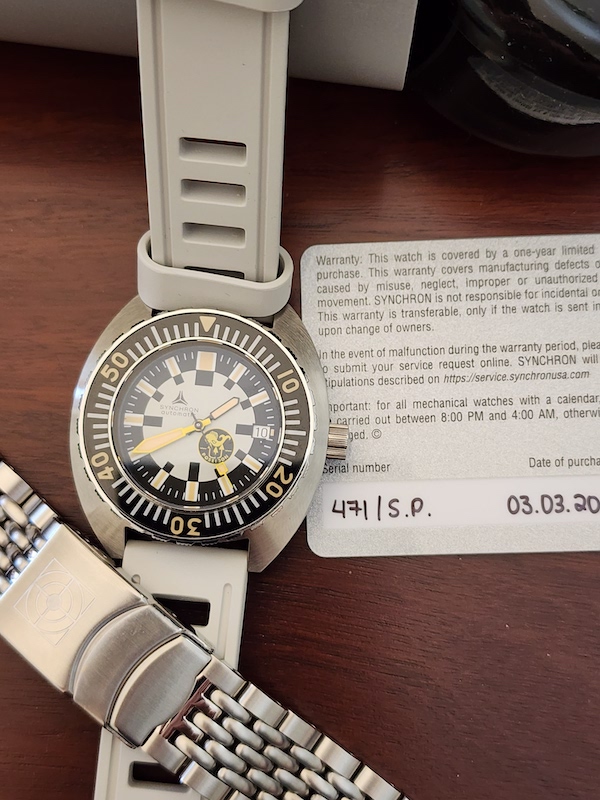 Warranty: This watch is covered by a one-year limited
purchase. This warranty covers manufacturing defects
caused by misuse, neglect, improper or unauthorized
movement. SYNCHRON is not responsible for incidental
This warranty is transferable, only if the watch is sent in
upon change of owners.
In the event of malfunction during the warranty period,
to submit your service request online. SYNCHRON will
stipulations described on https://service.synchronusa.com
Important: for all mechanical watches with a calendar,
carried out between 8:00 PM and 4:00 AM,
©
Serial number
Date of
471/S.P.
03.03.20
50
10
SYNCHRON
automatic
10
40
20
30